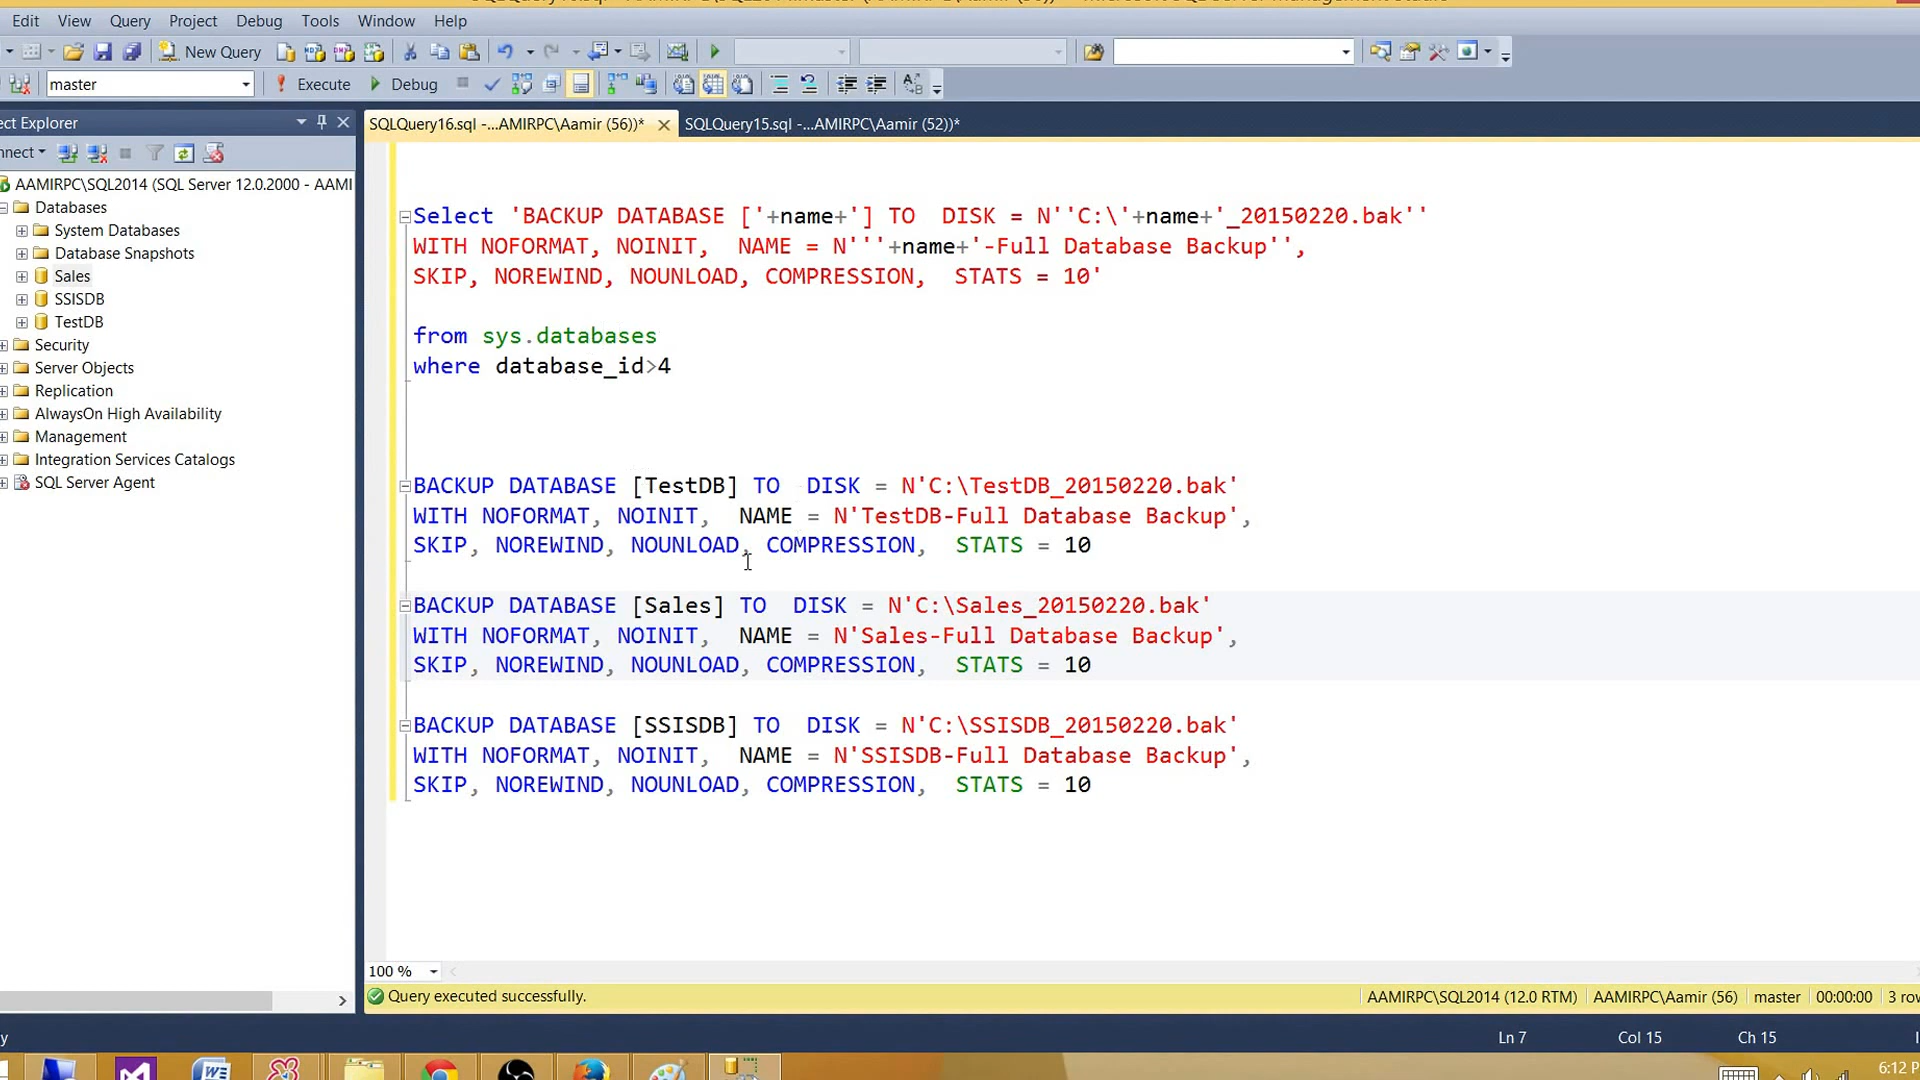 Edit View Query Project Debug Tools Window Help
New Query
master Execute Debug
ect Explorer
SQLQuery16.sql -...AMIRPC\Aamir (56))* SQLQuery15.sql -...AMIRPC\Aamir (52))*
nnect
AAMIRPC\SQL2014 (SQL Server 12.0.2000 - AAMI
Databases
System Databases
Database Snapshots
Sales
SSISDB
TestDB
Security
Server Objects
Replication
AlwaysOn High Availability
Management
Integration Services Catalogs
SQL Server Agent
Select 'BACKUP DATABASE ['+name+'] TO  DISK = N''C:\'+name+'_20150220.bak''
WITH NOFORMAT, NOINIT,  NAME = N'''+name+'-Full Database Backup'',
SKIP, NOREWIND, NOUNLOAD, COMPRESSION,  STATS = 10'
from sys.databases
where database_id>4
BACKUP DATABASE [TestDB] TO  DISK = N'C:\TestDB_20150220.bak'
WITH NOFORMAT, NOINIT,  NAME = N'TestDB-Full Database Backup',
SKIP, NOREWIND, NOUNLOAD, COMPRESSION,  STATS = 10
BACKUP DATABASE [Sales] TO  DISK = N'C:\Sales_20150220.bak'
WITH NOFORMAT, NOINIT,  NAME = N'Sales-Full Database Backup',
SKIP, NOREWIND, NOUNLOAD, COMPRESSION,  STATS = 10
BACKUP DATABASE [SSISDB] TO  DISK = N'C:\SSISDB_20150220.bak'
WITH NOFORMAT, NOINIT,  NAME = N'SSISDB-Full Database Backup',
SKIP, NOREWIND, NOUNLOAD, COMPRESSION,  STATS = 10
100 %
Query executed successfully. AAMIRPC\SQL2014 (12.0 RTM) AAMIRPC\Aamir (56) master 00:00:00 3 row
Ln 7 Col 15 Ch 15
6:12 P